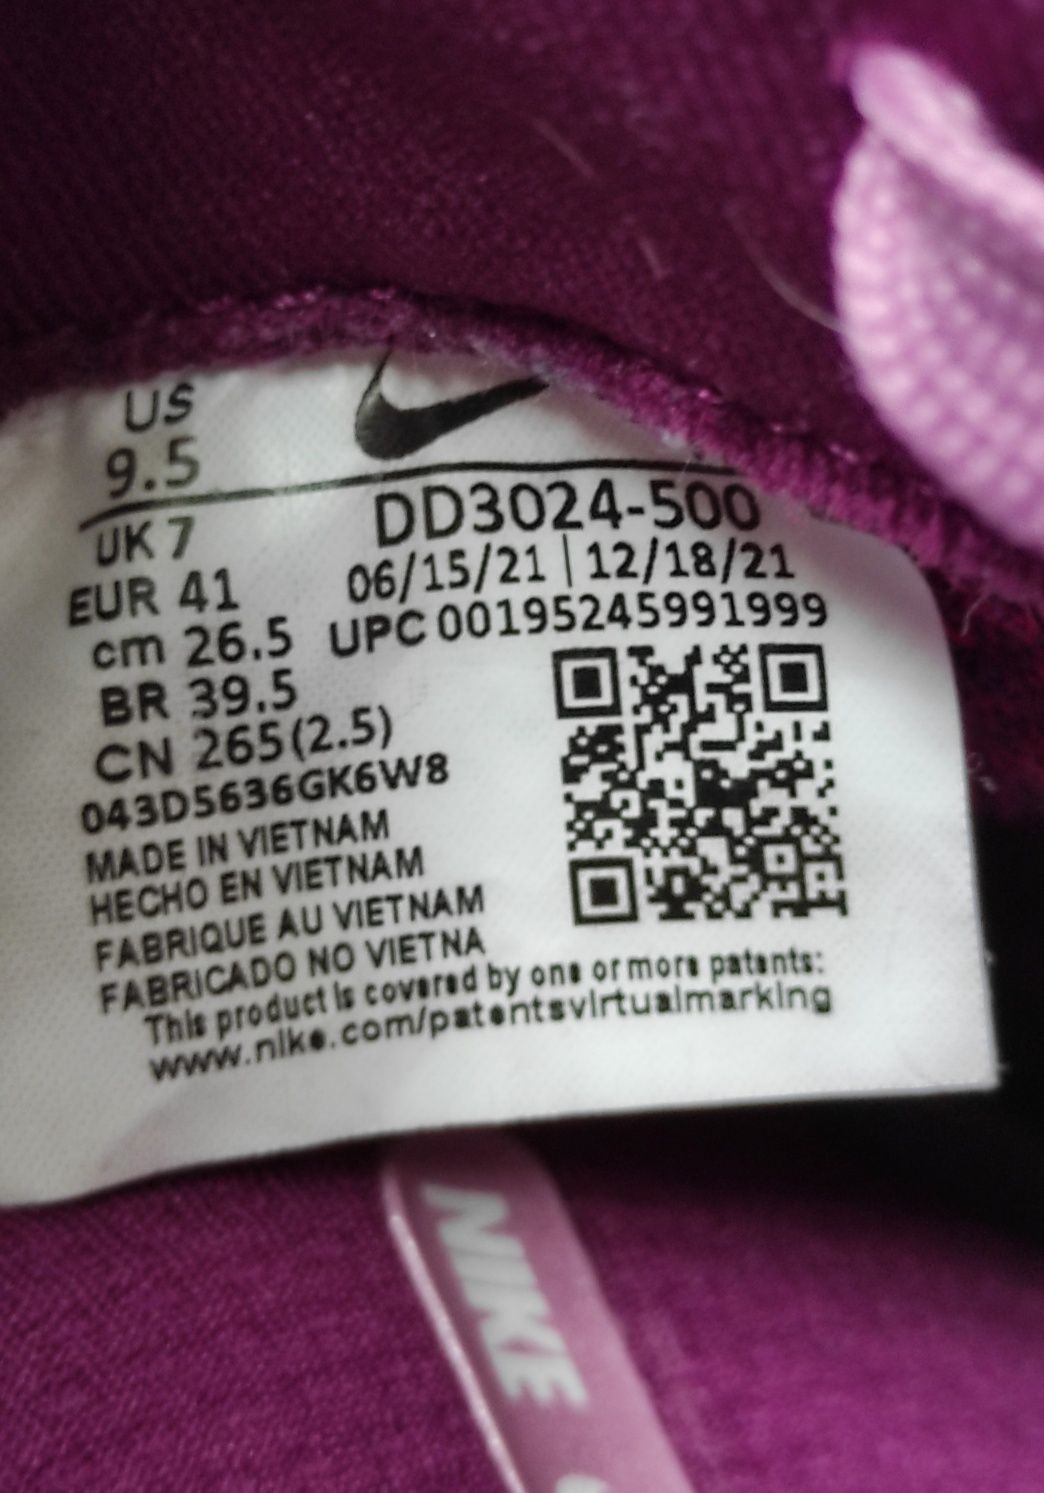 US
9.5
UK 7
EUR 41
cm 26.5
BR 39.5
CN 265(2.5)
DD3024-500
06/15/21 | 12/18/21
UPC 00195245991999
043D5636GK6W8
MADE IN VIETNAM
HECHO EN VIETNAM
FABRIQUE AU VIETNAM
FABRICADO NO VIETNA
This product is covered by one or more patents:
www.nike.com/patentsvirtualmarking
NIKE